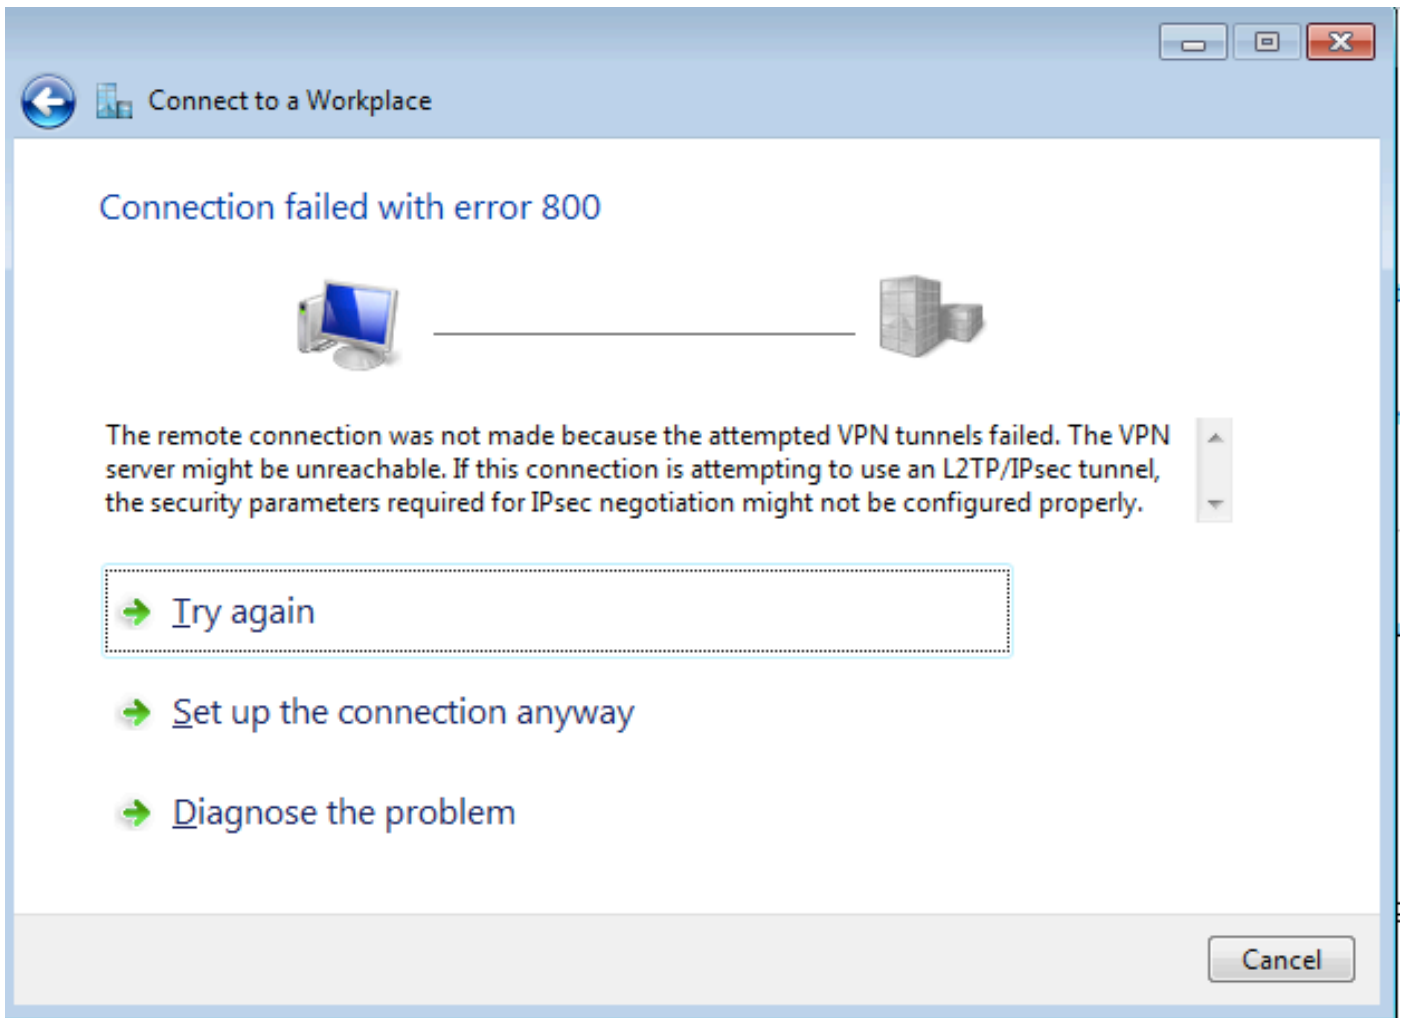 Connect to a Workplace
Connection failed with error 800
The remote connection was not made because the attempted VPN tunnels failed. The VPN
server might be unreachable. If this connection is attempting to use an L2TP/IPsec tunnel,
the security parameters required for IPsec negotiation might not be configured properly.
Try again
Set up the connection anyway
Diagnose the problem
Cancel